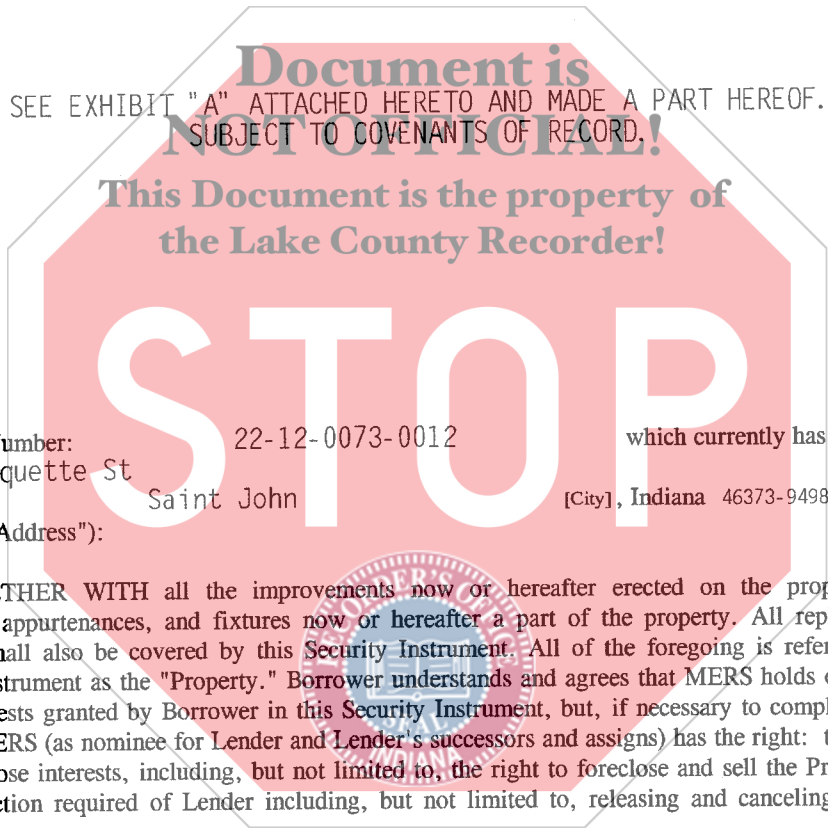 Document is
SEE EXHIBIT "A" ATTACHED HERETO AND MADE A PART HEREOF.
NOT OFFICIAL!
SUBJECT TO COVENANTS OF RECORD.
This Document is the property of
the Lake County Recorder!
STOP
umber: 22-12-0073-0012 which currently has
quette St
Saint John [City], Indiana 46373-9498
Address"):
THER WITH all the improvements now or hereafter erected on the prop
appurtenances, and fixtures now or hereafter a part of the property. All rep
hall also be covered by this Security Instrument. All of the foregoing is refer
strument as the "Property." Borrower understands and agrees that MERS holds
ests granted by Borrower in this Security Instrument, but, if necessary to compl
ERS (as nominee for Lender and Lender's successors and assigns) has the right: t
ose interests, including, but not limited to, the right to foreclose and sell the Pr
ction required of Lender including, but not limited to, releasing and canceling
RECORDER'S OFFICE
SEAL
INDIANA